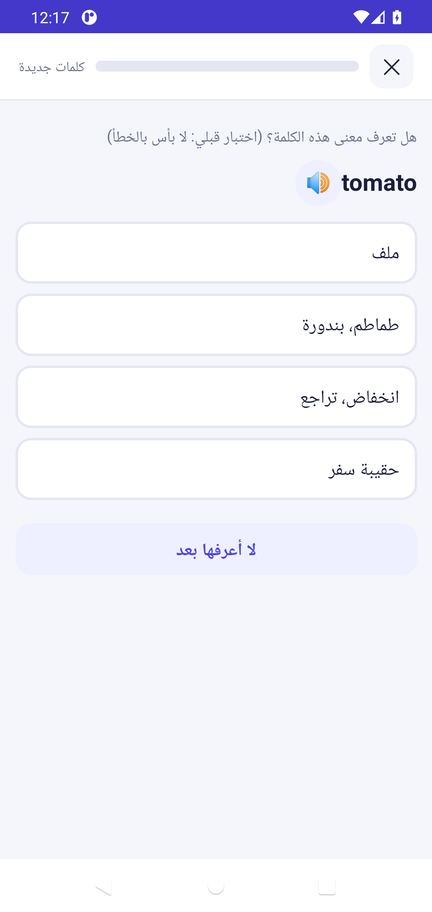 12:17
كلمات جديدة
هل تعرف معنى هذه الكلمة؟ (اختبار قبلي: لا بأس بالخطأ)
tomato
ملف
طماطم، بندورة
انخفاض، تراجع
حقيبة سفر
لا أعرفها بعد